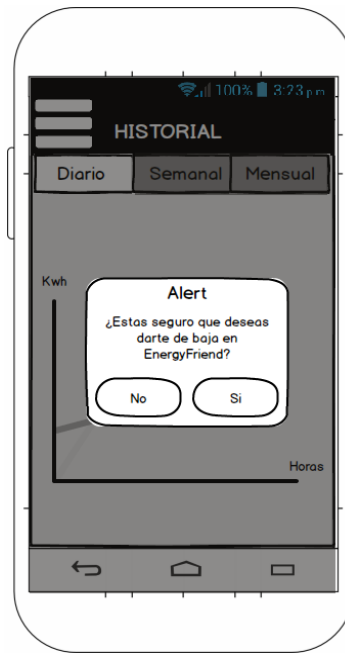 100% 3:23 p.m
HISTORIAL
Diario Semanal Mensual
Kwh
Alert
¿Estas seguro que deseas
darte de baja en
EnergyFriend?
No Si
Horas